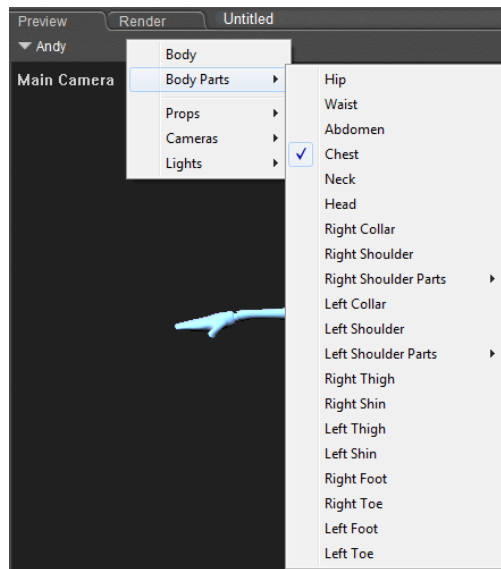 Preview Render Untitled
Andy
Main Camera
Body
Body Parts
Props
Cameras
Lights
Hip
Waist
Abdomen
Chest
Neck
Head
Right Collar
Right Shoulder
Right Shoulder Parts
Left Collar
Left Shoulder
Left Shoulder Parts
Right Thigh
Right Shin
Left Thigh
Left Shin
Right Foot
Right Toe
Left Foot
Left Toe